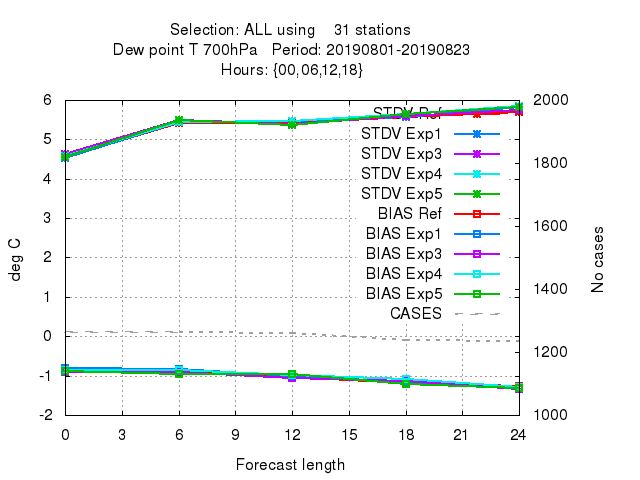 Selection: ALL using 31 stations
Dew point T 700hPa Period: 20190801-20190823
Hours: {00,06,12,18}
6
5
4
3
2
1
0
-1
-2
deg C
2000
1800
1600
1400
1200
1000
No cases
STDV Ref
STDV Exp1
STDV Exp3
STDV Exp4
STDV Exp5
BIAS Ref
BIAS Exp1
BIAS Exp3
BIAS Exp4
BIAS Exp5
CASES
0 3 6 9 12 15 18 21 24
Forecast length